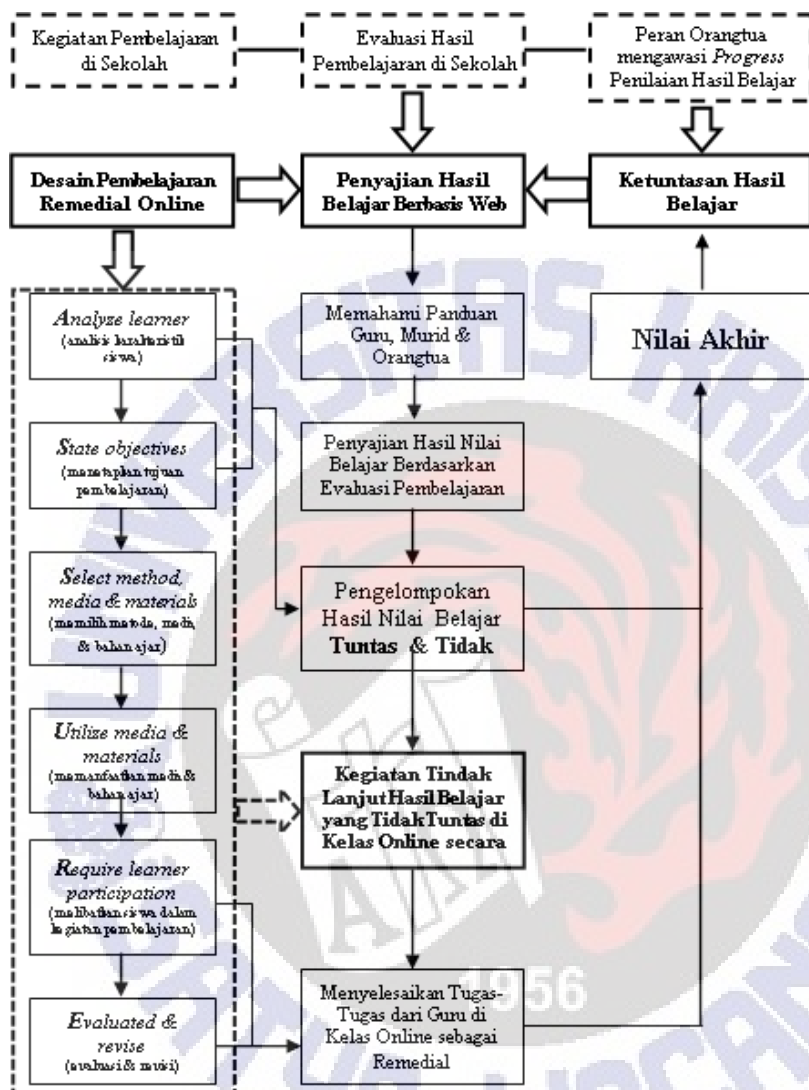 Kegiatan Pembelajaran
di Sekolah
Evaluasi Hasil
Pembelajaran di Sekolah
Peran Orangtua
mengawasi Progress
Penilaian Hasil Belajar
Desain Pembelajaran
Remedial Online
Penyajian Hasil
Belajar Berbasis Web
Ketuntasan Hasil
Belajar
Analyze learner
(analisis karakteristik
siswa)
State objectives
(menetapkan tujuan
pembelajaran)
Select method,
media & materials
(memilih metode, media,
& bahan ajar)
Utilize media &
materials
(memanfaatkan media &
bahan ajar)
Require learner
participation
(melibatkan siswa dalam
kegiatan pembelajaran)
Evaluated &
revise
(evaluasi & revisi)
Memahami Panduan
Guru, Murid &
Orangtua
Penyajian Hasil Nilai
Belajar Berdasarkan
Evaluasi Pembelajaran
Pengelompokan
Hasil Nilai Belajar
Tuntas & Tidak
Kegiatan Tindak
Lanjut Hasil Belajar
yang Tidak Tuntas di
Kelas Online secara
Menyelesaikan Tugas-
Tugas dari Guru di
Kelas Online sebagai
Remedial
Nilai Akhir
UNIVERSITAS KRIS
SATYA WACANA
1956